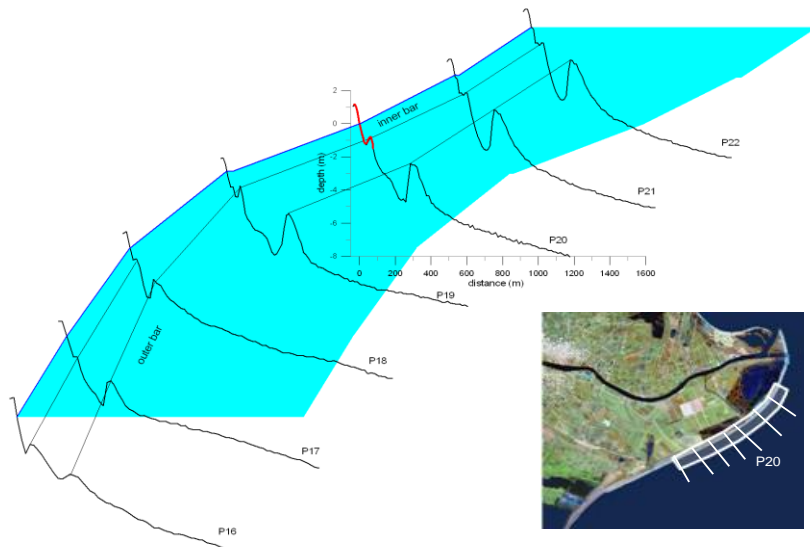 2
0
-2
-4
-6
-8
depth (m)
0
200
400
600
800
1000
1200
1400
1600
distance (m)
inner bar
outer bar
P22
P21
P20
P19
P18
P17
P16
P20